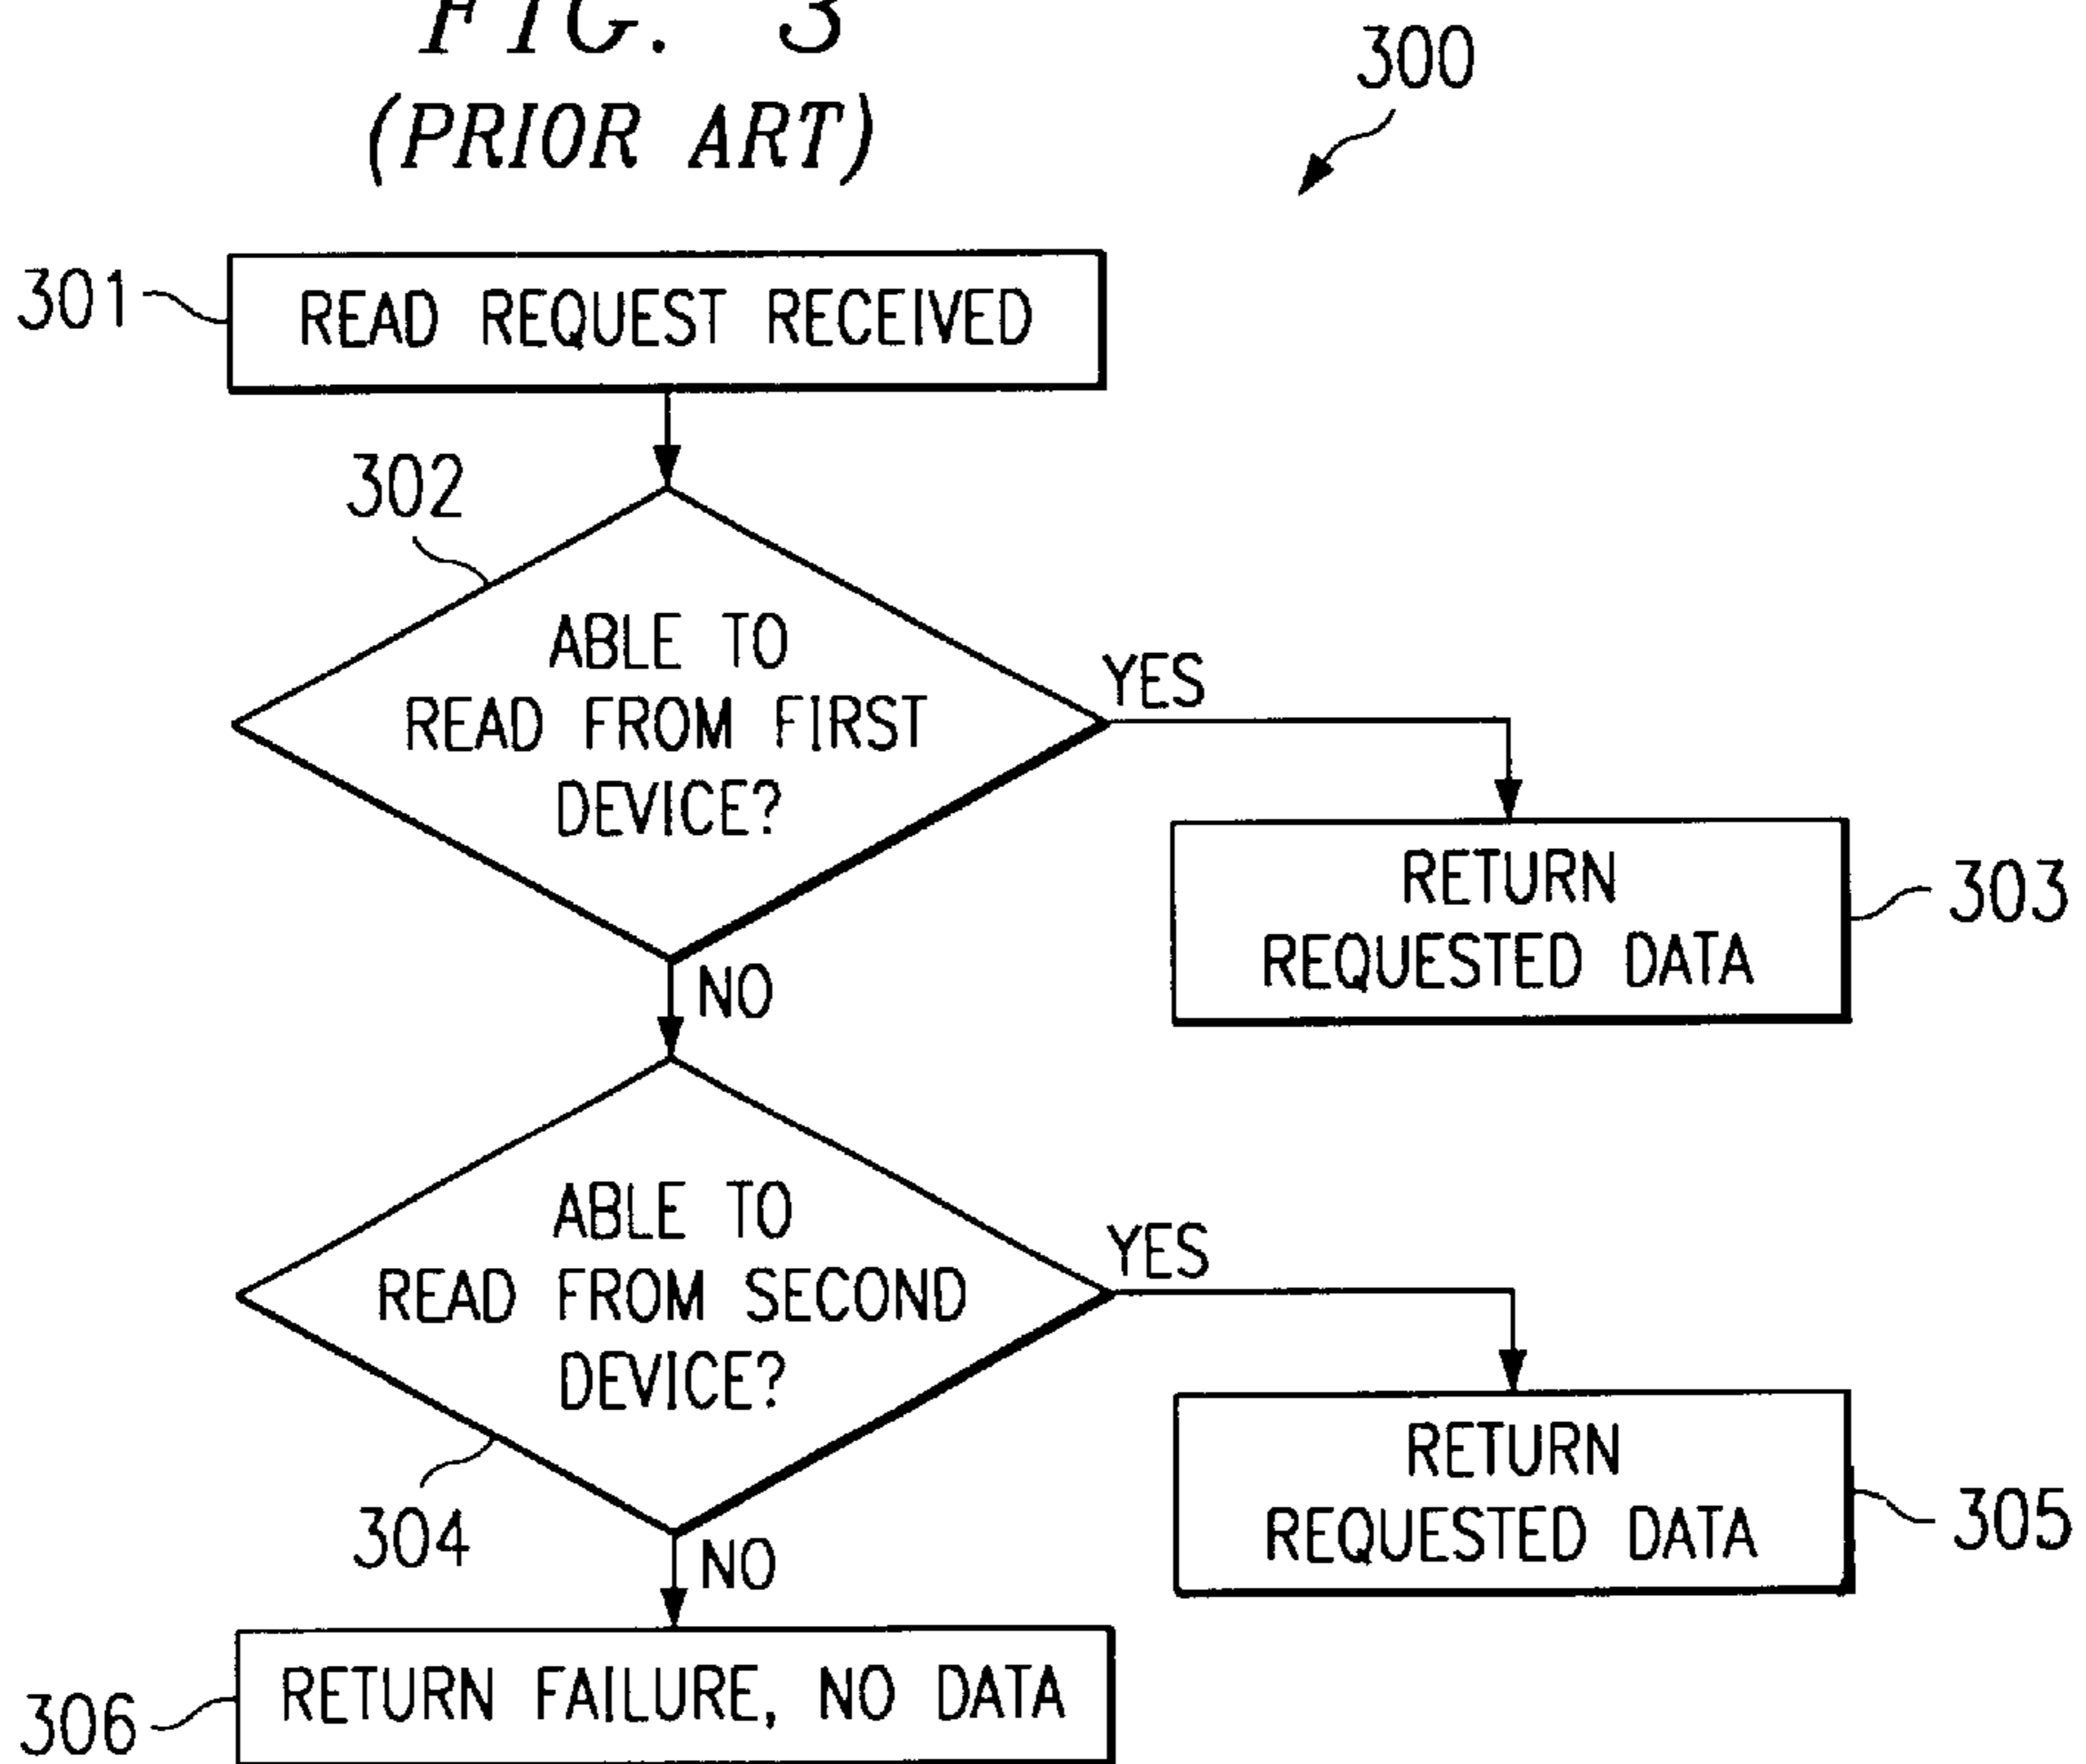 FIG. 3
(PRIOR ART)
300
301
READ REQUEST RECEIVED
302
ABLE TO
READ FROM FIRST
DEVICE?
YES
RETURN
REQUESTED DATA
303
NO
ABLE TO
READ FROM SECOND
DEVICE?
YES
304
RETURN
REQUESTED DATA
305
NO
RETURN FAILURE, NO DATA
306